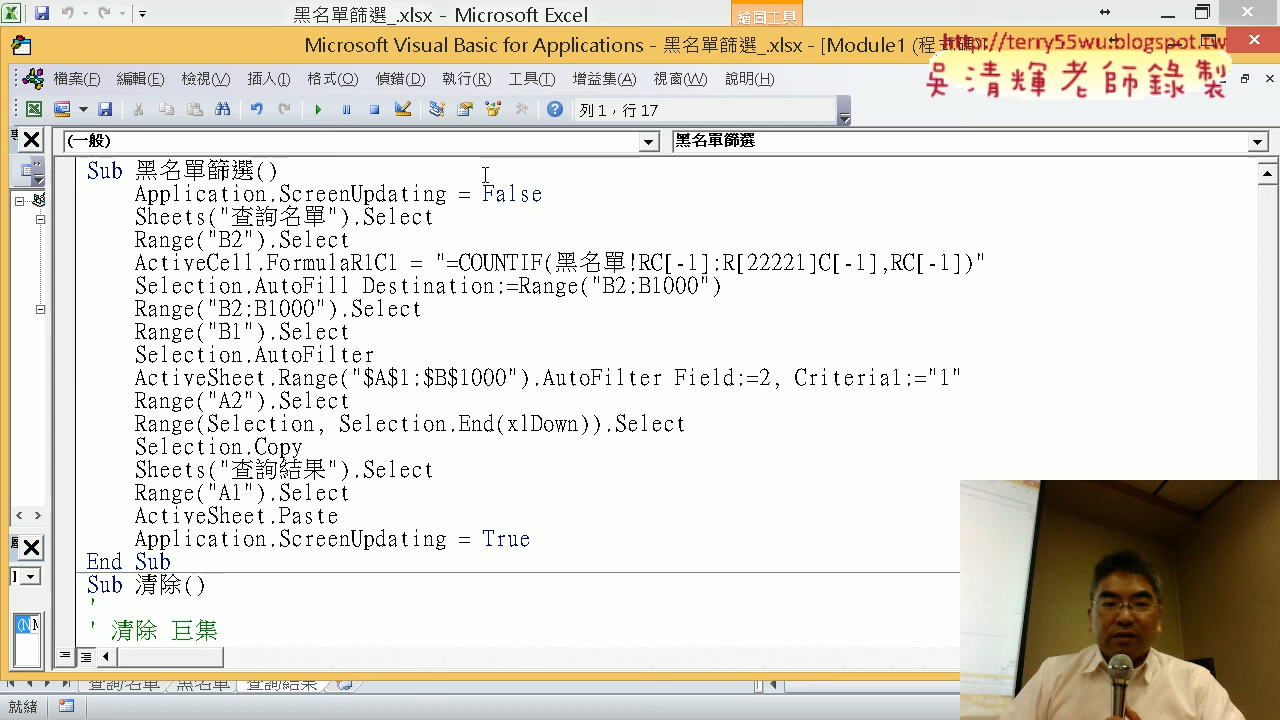 黑名單篩選_.xlsx - Microsoft Excel
繪圖工具
Microsoft Visual Basic for Applications - 黑名單篩選_.xlsx - [Module1 (程式碼)]
http://terry55wu.blogspot.tw
吳清輝老師錄製
檔案(F) 編輯(E) 檢視(V) 插入(I) 格式(O) 偵錯(D) 執行(R) 工具(T) 增益集(A) 視窗(W) 說明(H)
列 1，行 17
(一般)
黑名單篩選
Sub 黑名單篩選()
Application.ScreenUpdating = False
Sheets("查詢名單").Select
Range("B2").Select
ActiveCell.FormulaR1C1 = "=COUNTIF(黑名單!RC[-1]:R[22221]C[-1],RC[-1])"
Selection.AutoFill Destination:=Range("B2:B1000")
Range("B2:B1000").Select
Range("B1").Select
Selection.AutoFilter
ActiveSheet.Range("$A$1:$B$1000").AutoFilter Field:=2, Criteria1:="1"
Range("A2").Select
Range(Selection, Selection.End(xlDown)).Select
Selection.Copy
Sheets("查詢結果").Select
Range("A1").Select
ActiveSheet.Paste
Application.ScreenUpdating = True
End Sub
Sub 清除()
'
' 清除 巨集
查詢名單 黑名單 查詢結果
就緒